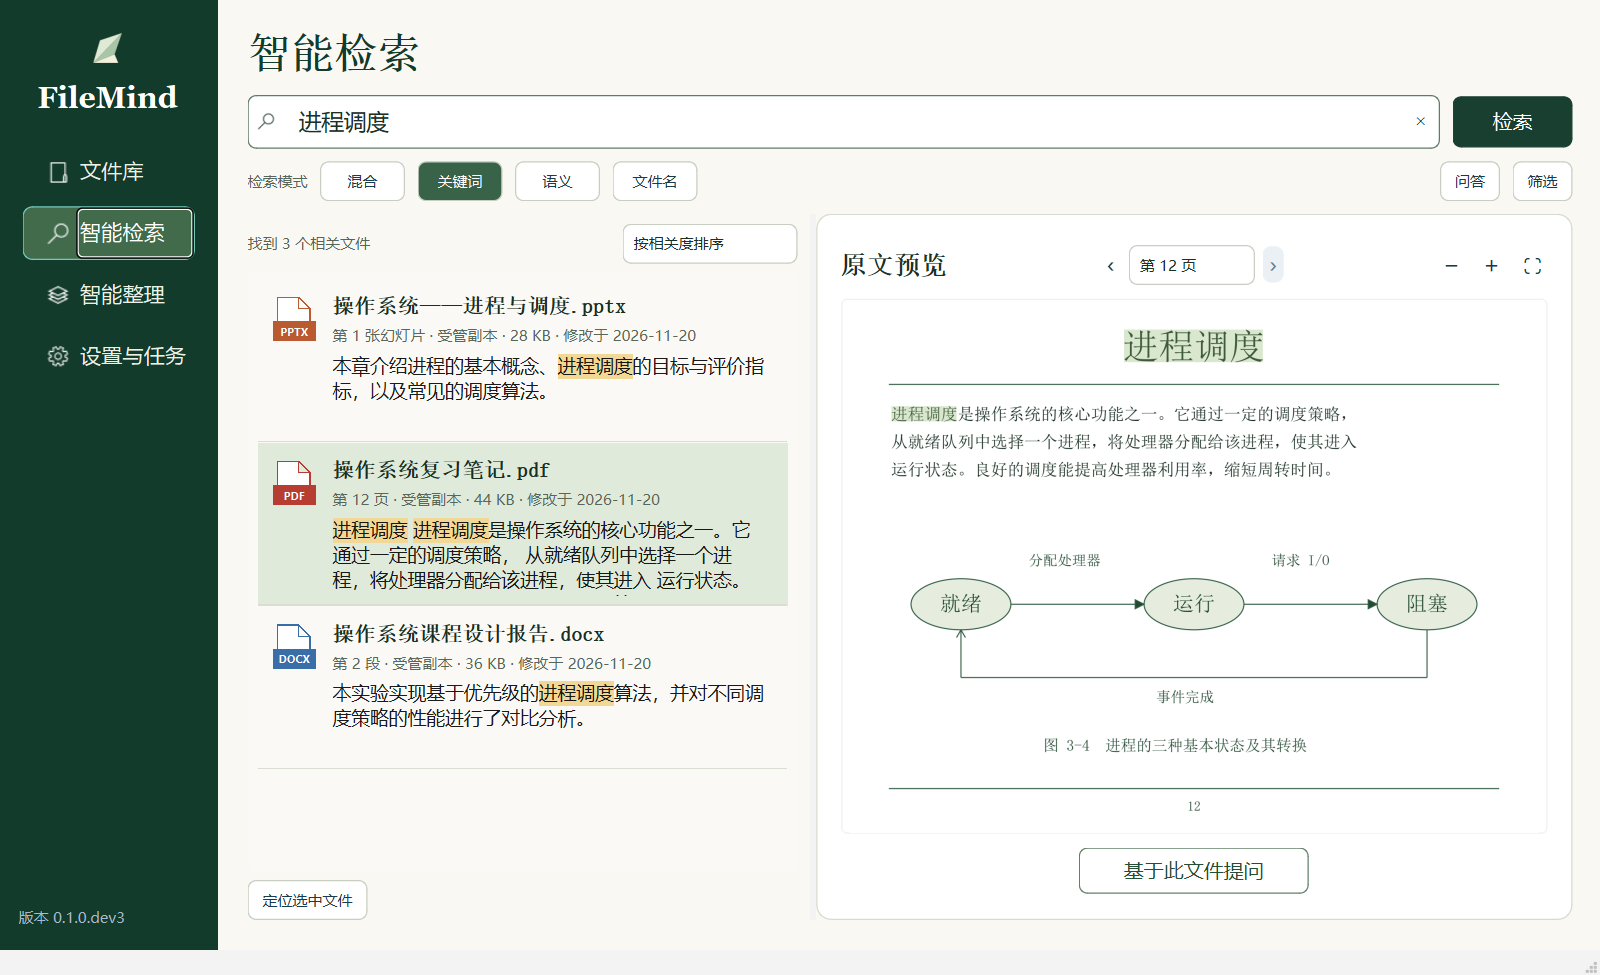 FileMind
文件库
智能检索
智能整理
设置与任务
版本 0.1.0.dev3
智能检索
进程调度
×
检索
检索模式
混合
关键词
语义
文件名
问答
筛选
找到 3 个相关文件
按相关度排序
PPTX
操作系统——进程与调度.pptx
第 1 张幻灯片 · 受管副本 · 28 KB · 修改于 2026-11-20
本章介绍进程的基本概念、进程调度的目标与评价指
标，以及常见的调度算法。
PDF
操作系统复习笔记.pdf
第 12 页 · 受管副本 · 44 KB · 修改于 2026-11-20
进程调度 进程调度是操作系统的核心功能之一。它
通过一定的调度策略， 从就绪队列中选择一个进
程，将处理器分配给该进程，使其进入 运行状态。
DOCX
操作系统课程设计报告.docx
第 2 段 · 受管副本 · 36 KB · 修改于 2026-11-20
本实验实现基于优先级的进程调度算法，并对不同调
度策略的性能进行了对比分析。
定位选中文件
原文预览
‹
第 12 页
›
− +
进程调度
进程调度是操作系统的核心功能之一。它通过一定的调度策略，
从就绪队列中选择一个进程，将处理器分配给该进程，使其进入
运行状态。良好的调度能提高处理器利用率，缩短周转时间。
分配处理器
请求 I/O
就绪
运行
阻塞
事件完成
图 3-4 进程的三种基本状态及其转换
12
基于此文件提问